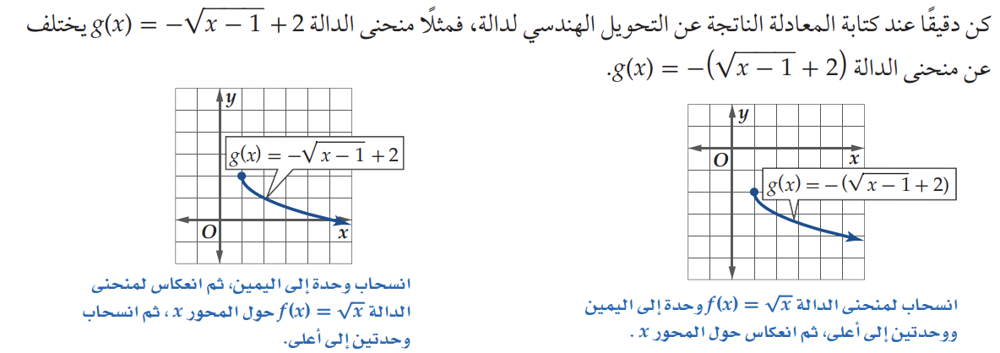 كن دقيقًا عند كتابة المعادلة الناتجة عن التحويل الهندسي لدالة، فمثلًا منحنى الدالة g(x) = −√(x − 1) + 2 يختلف
عن منحنى الدالة g(x) = −(√(x − 1) + 2).
y
g(x) = −√(x − 1) + 2
O
x
y
O
x
g(x) = −(√(x − 1) + 2)
انسحاب لمنحنى الدالة f(x) = √x وحدة إلى اليمين
ووحدتين إلى أعلى، ثم انعكاس حول المحور x .
انسحاب وحدة إلى اليمين، ثم انعكاس لمنحنى
الدالة f(x) = √x حول المحور x ، ثم انسحاب
وحدتين إلى أعلى.